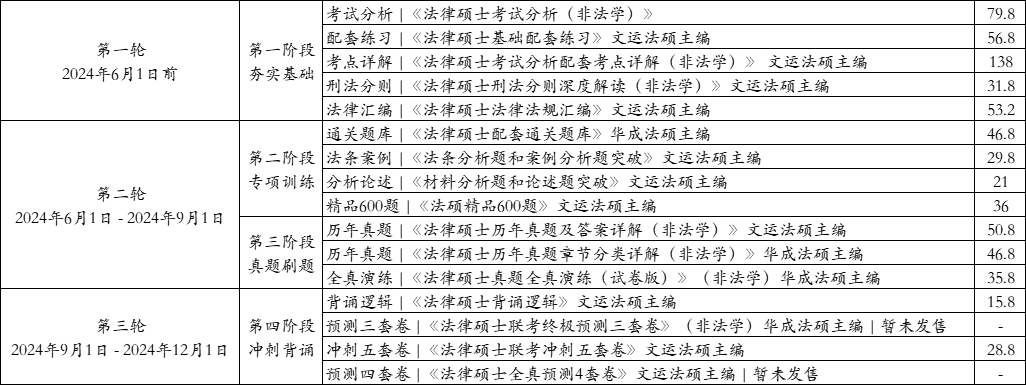 第一轮
2024年6月1日前
第一阶段
夯实基础
考试分析 | 《法律硕士考试分析（非法学）》
79.8
配套练习 | 《法律硕士基础配套练习》文运法硕主编
56.8
考点详解 | 《法律硕士考试分析配套考点详解（非法学）》 文运法硕主编
138
刑法分则 | 《法律硕士刑法分则深度解读（非法学）》文运法硕主编
31.8
法律汇编 | 《法律硕士法律法规汇编》文运法硕主编
53.2
第二轮
2024年6月1日 - 2024年9月1日
第二阶段
专项训练
通关题库 | 《法律硕士配套通关题库》华成法硕主编
46.8
法条案例 | 《法条分析题和案例分析题突破》文运法硕主编
29.8
分析论述 | 《材料分析题和论述题突破》文运法硕主编
21
精品600题 | 《法硕精品600题》文运法硕主编
36
第三阶段
真题刷题
历年真题 | 《法律硕士历年真题及答案详解（非法学）》文运法硕主编
50.8
历年真题 | 《法律硕士历年真题章节分类详解（非法学）》华成法硕主编
46.8
全真演练 | 《法律硕士真题全真演练（试卷版）》（非法学）华成法硕主编
35.8
第三轮
2024年9月1日 - 2024年12月1日
第四阶段
冲刺背诵
背诵逻辑 | 《法律硕士背诵逻辑》文运法硕主编
15.8
预测三套卷 | 《法律硕士联考终极预测三套卷》（非法学）华成法硕主编 | 暂未发售
-
冲刺五套卷 | 《法律硕士联考冲刺五套卷》文运法硕主编
28.8
预测四套卷 | 《法律硕士全真预测4套卷》文运法硕主编 | 暂未发售
-